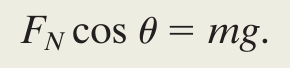 F_N cos θ = mg.